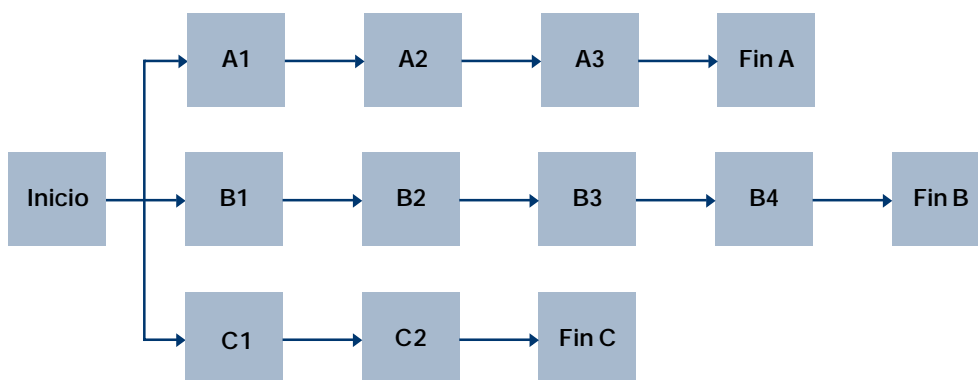 A1
A2
A3
Fin A
Inicio
B1
B2
B3
B4
Fin B
C1
C2
Fin C